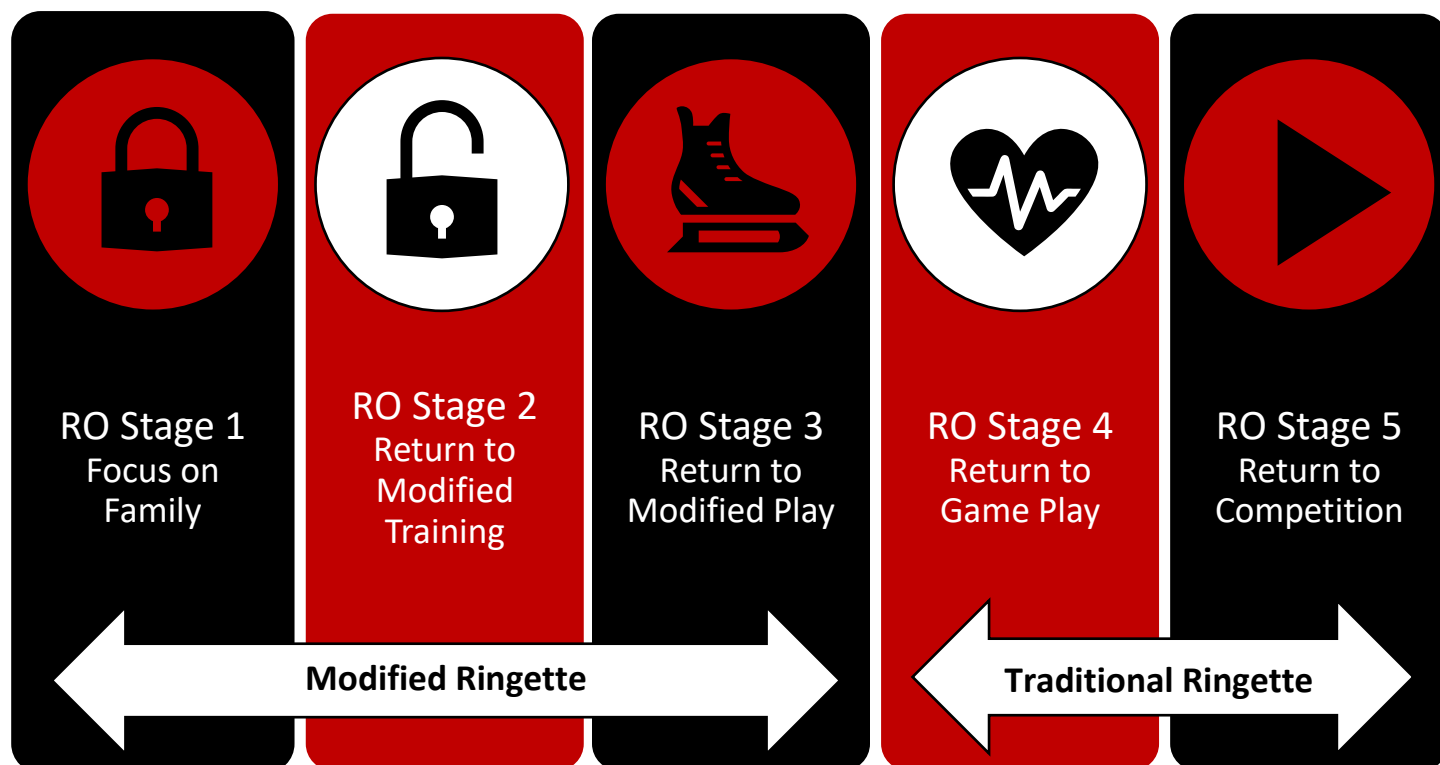 RO Stage 1
Focus on
Family
RO Stage 2
Return to
Modified
Training
RO Stage 3
Return to
Modified Play
RO Stage 4
Return to
Game Play
RO Stage 5
Return to
Competition
Modified Ringette
Traditional Ringette